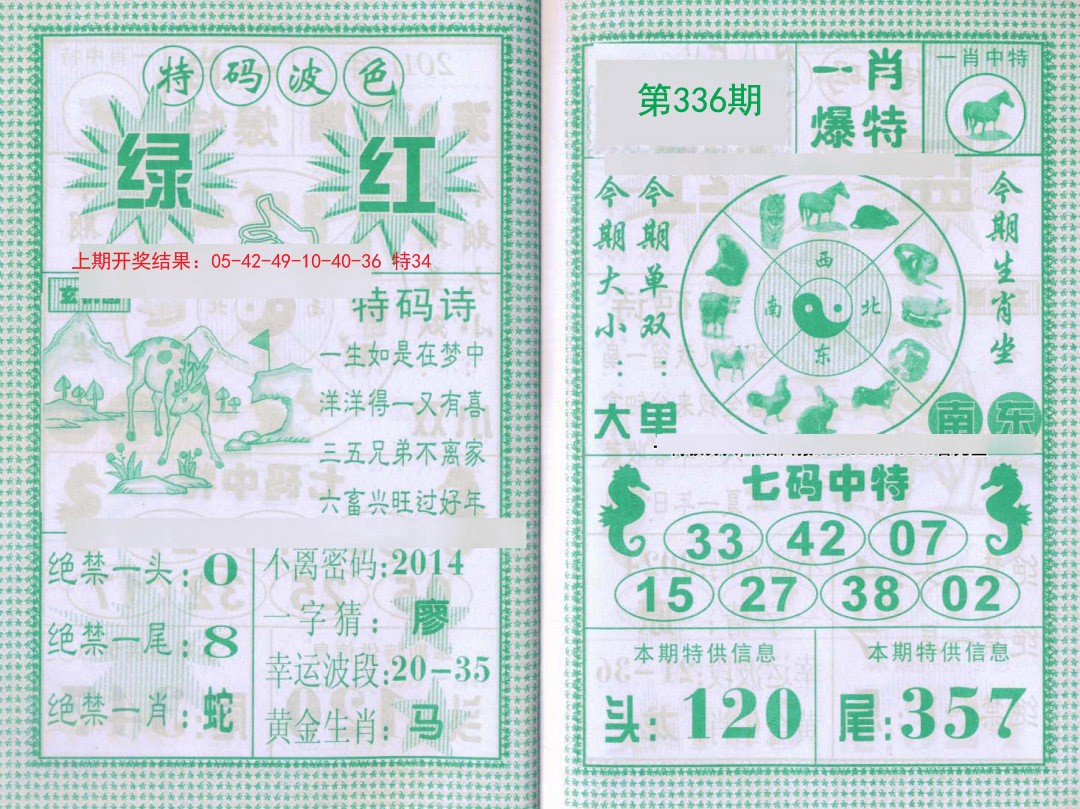 特码波色
绿 红
上期开奖结果：05-42-49-10-40-36 特34
特码诗
一生如是在梦中
洋洋得一又有喜
三五兄弟不离家
六畜兴旺过好年
绝禁一头：0
绝禁一尾：8
绝禁一肖：蛇
不离密码：2014
一字猜：廖
幸运波段：20-35
黄金生肖：马
第336期
一肖
爆特
一肖中特
今期大小：大
今期单双：单
西
南 北
东
今期生肖坐
南 东
七码中特
33 42 07
15 27 38 02
本期特供信息
头：120
本期特供信息
尾：357